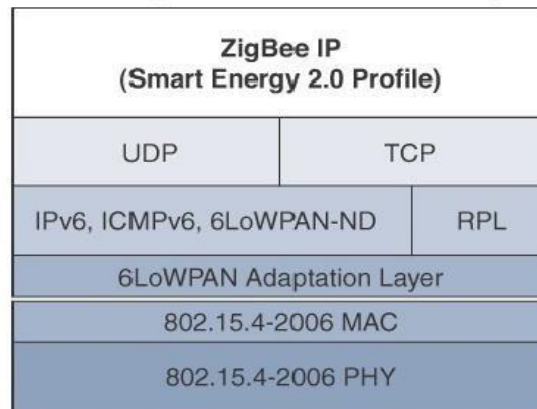 ZigBee IP
(Smart Energy 2.0 Profile)
UDP
TCP
IPv6, ICMPv6, 6LoWPAN-ND
RPL
6LoWPAN Adaptation Layer
802.15.4-2006 MAC
802.15.4-2006 PHY